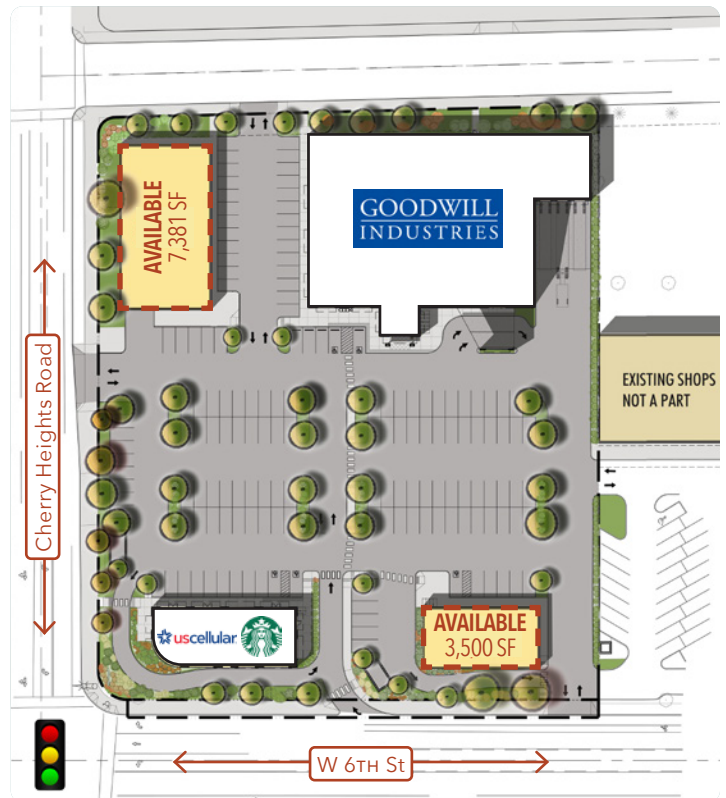 AVAILABLE
7,381 SF
GOODWILL
INDUSTRIES
EXISTING SHOPS
NOT A PART
Cherry Heights Road
uscellular
AVAILABLE
3,500 SF
W 6TH ST